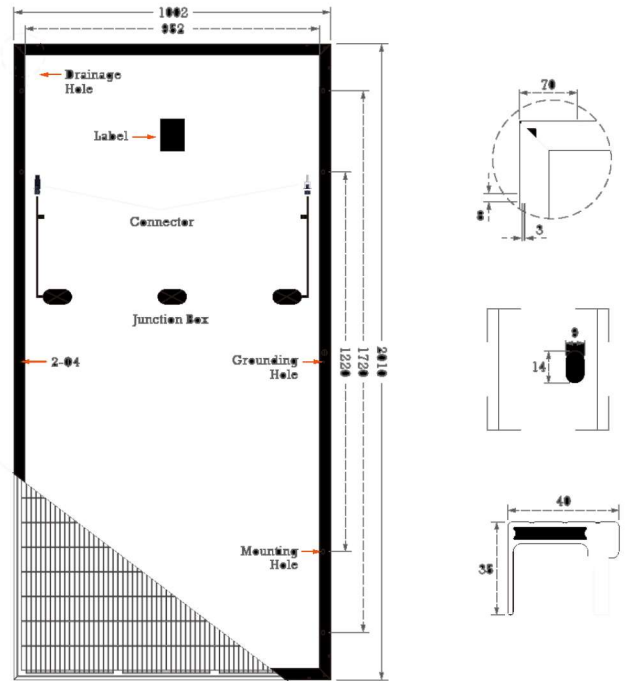 1002
952
Drainage
Hole
Label
Connector
Junction Box
2-04
Grounding
Hole
Mounting
Hole
1220
1720
2010
70
8
3
9
14
40
35